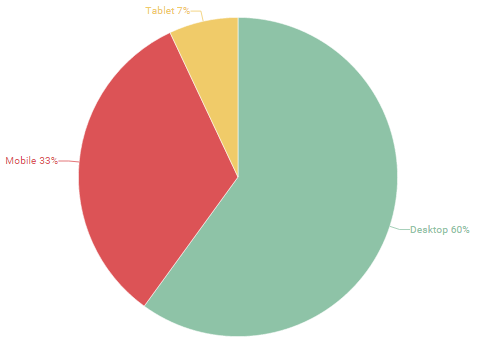 Tablet 7%
Mobile 33%
Desktop 60%